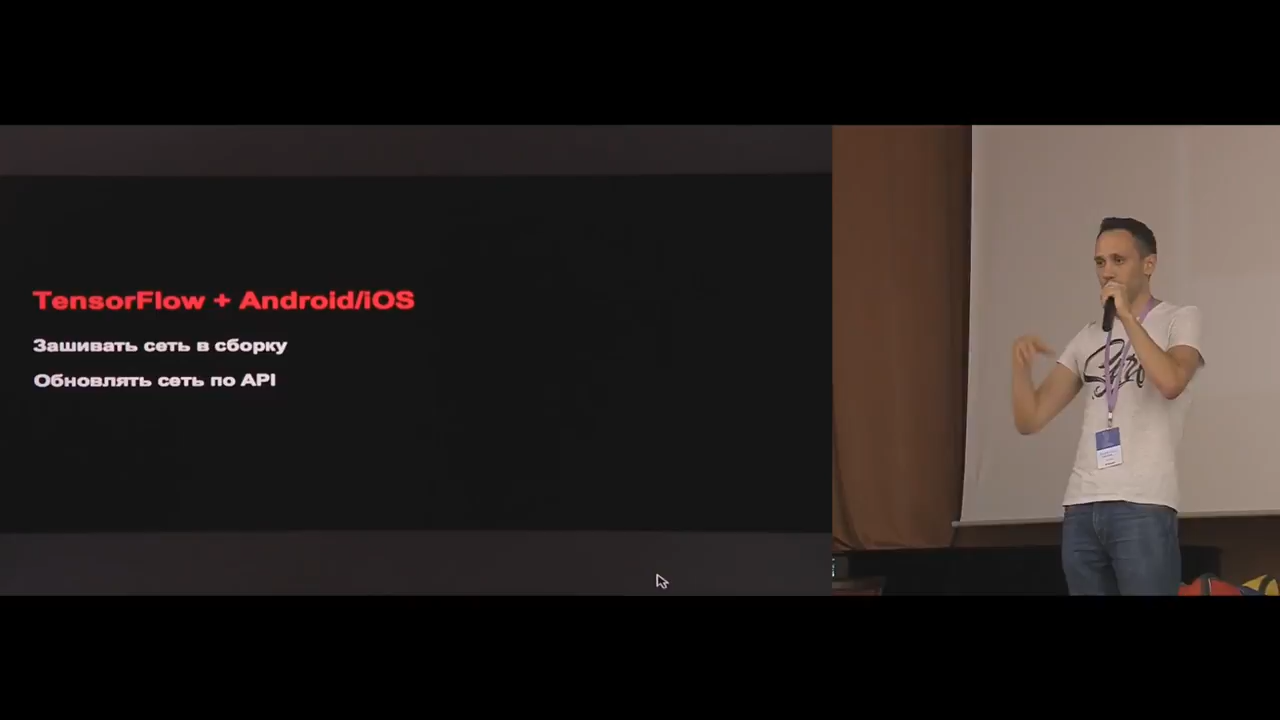 TensorFlow + Android/iOS
Зашивать сеть в сборку
Обновлять сеть по API